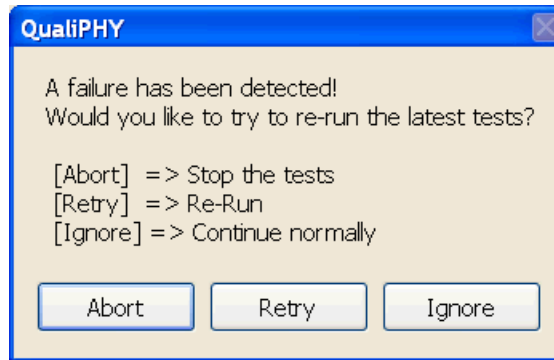 QualiPHY
A failure has been detected!
Would you like to try to re-run the latest tests?
[Abort] => Stop the tests
[Retry] => Re-Run
[Ignore] => Continue normally
Abort Retry Ignore